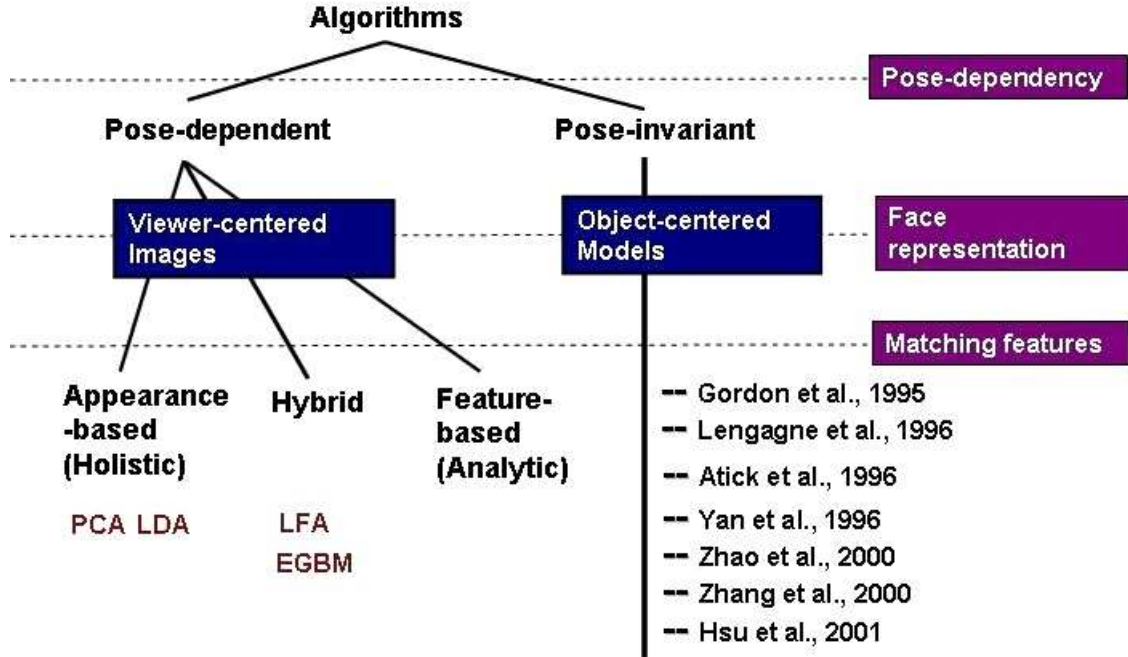 Algorithms
Pose-dependency
Pose-dependent
Pose-invariant
Viewer-centered
Images
Object-centered
Models
Face
representation
Matching features
Appearance
-based
(Holistic)
Hybrid
Feature-
based
(Analytic)
PCA LDA
LFA
EGBM
-- Gordon et al., 1995
-- Lengagne et al., 1996
-- Atick et al., 1996
-- Yan et al., 1996
-- Zhao et al., 2000
-- Zhang et al., 2000
-- Hsu et al., 2001